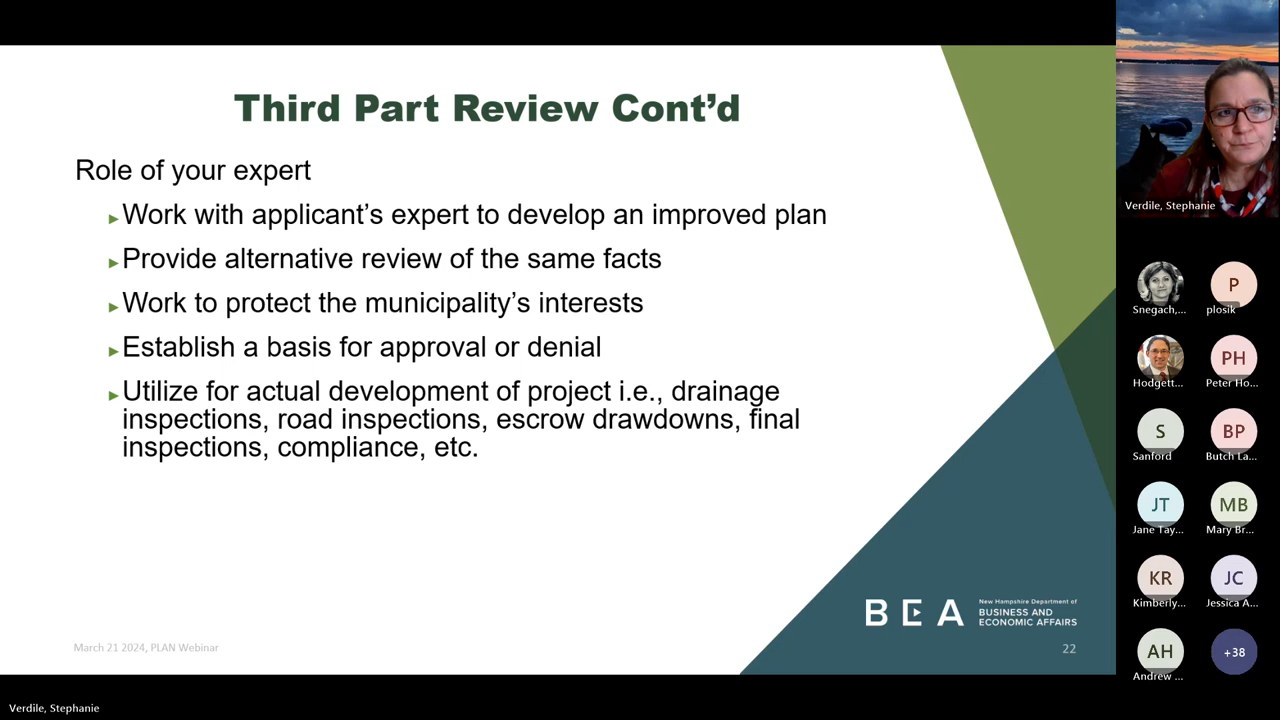 Third Part Review Cont’d
Role of your expert
Work with applicant’s expert to develop an improved plan
Provide alternative review of the same facts
Work to protect the municipality’s interests
Establish a basis for approval or denial
Utilize for actual development of project i.e., drainage
inspections, road inspections, escrow drawdowns, final
inspections, compliance, etc.
BEA
New Hampshire Department of
BUSINESS AND
ECONOMIC AFFAIRS
March 21 2024, PLAN Webinar
22
Verdile, Stephanie
Snegach,...
P
plosik
Hodgett...
PH
Peter Ho...
S
Sanford
BP
Butch La...
JT
Jane Tay...
MB
Mary Br...
KR
Kimberly...
JC
Jessica A...
AH
Andrew ...
+38
Verdile, Stephanie